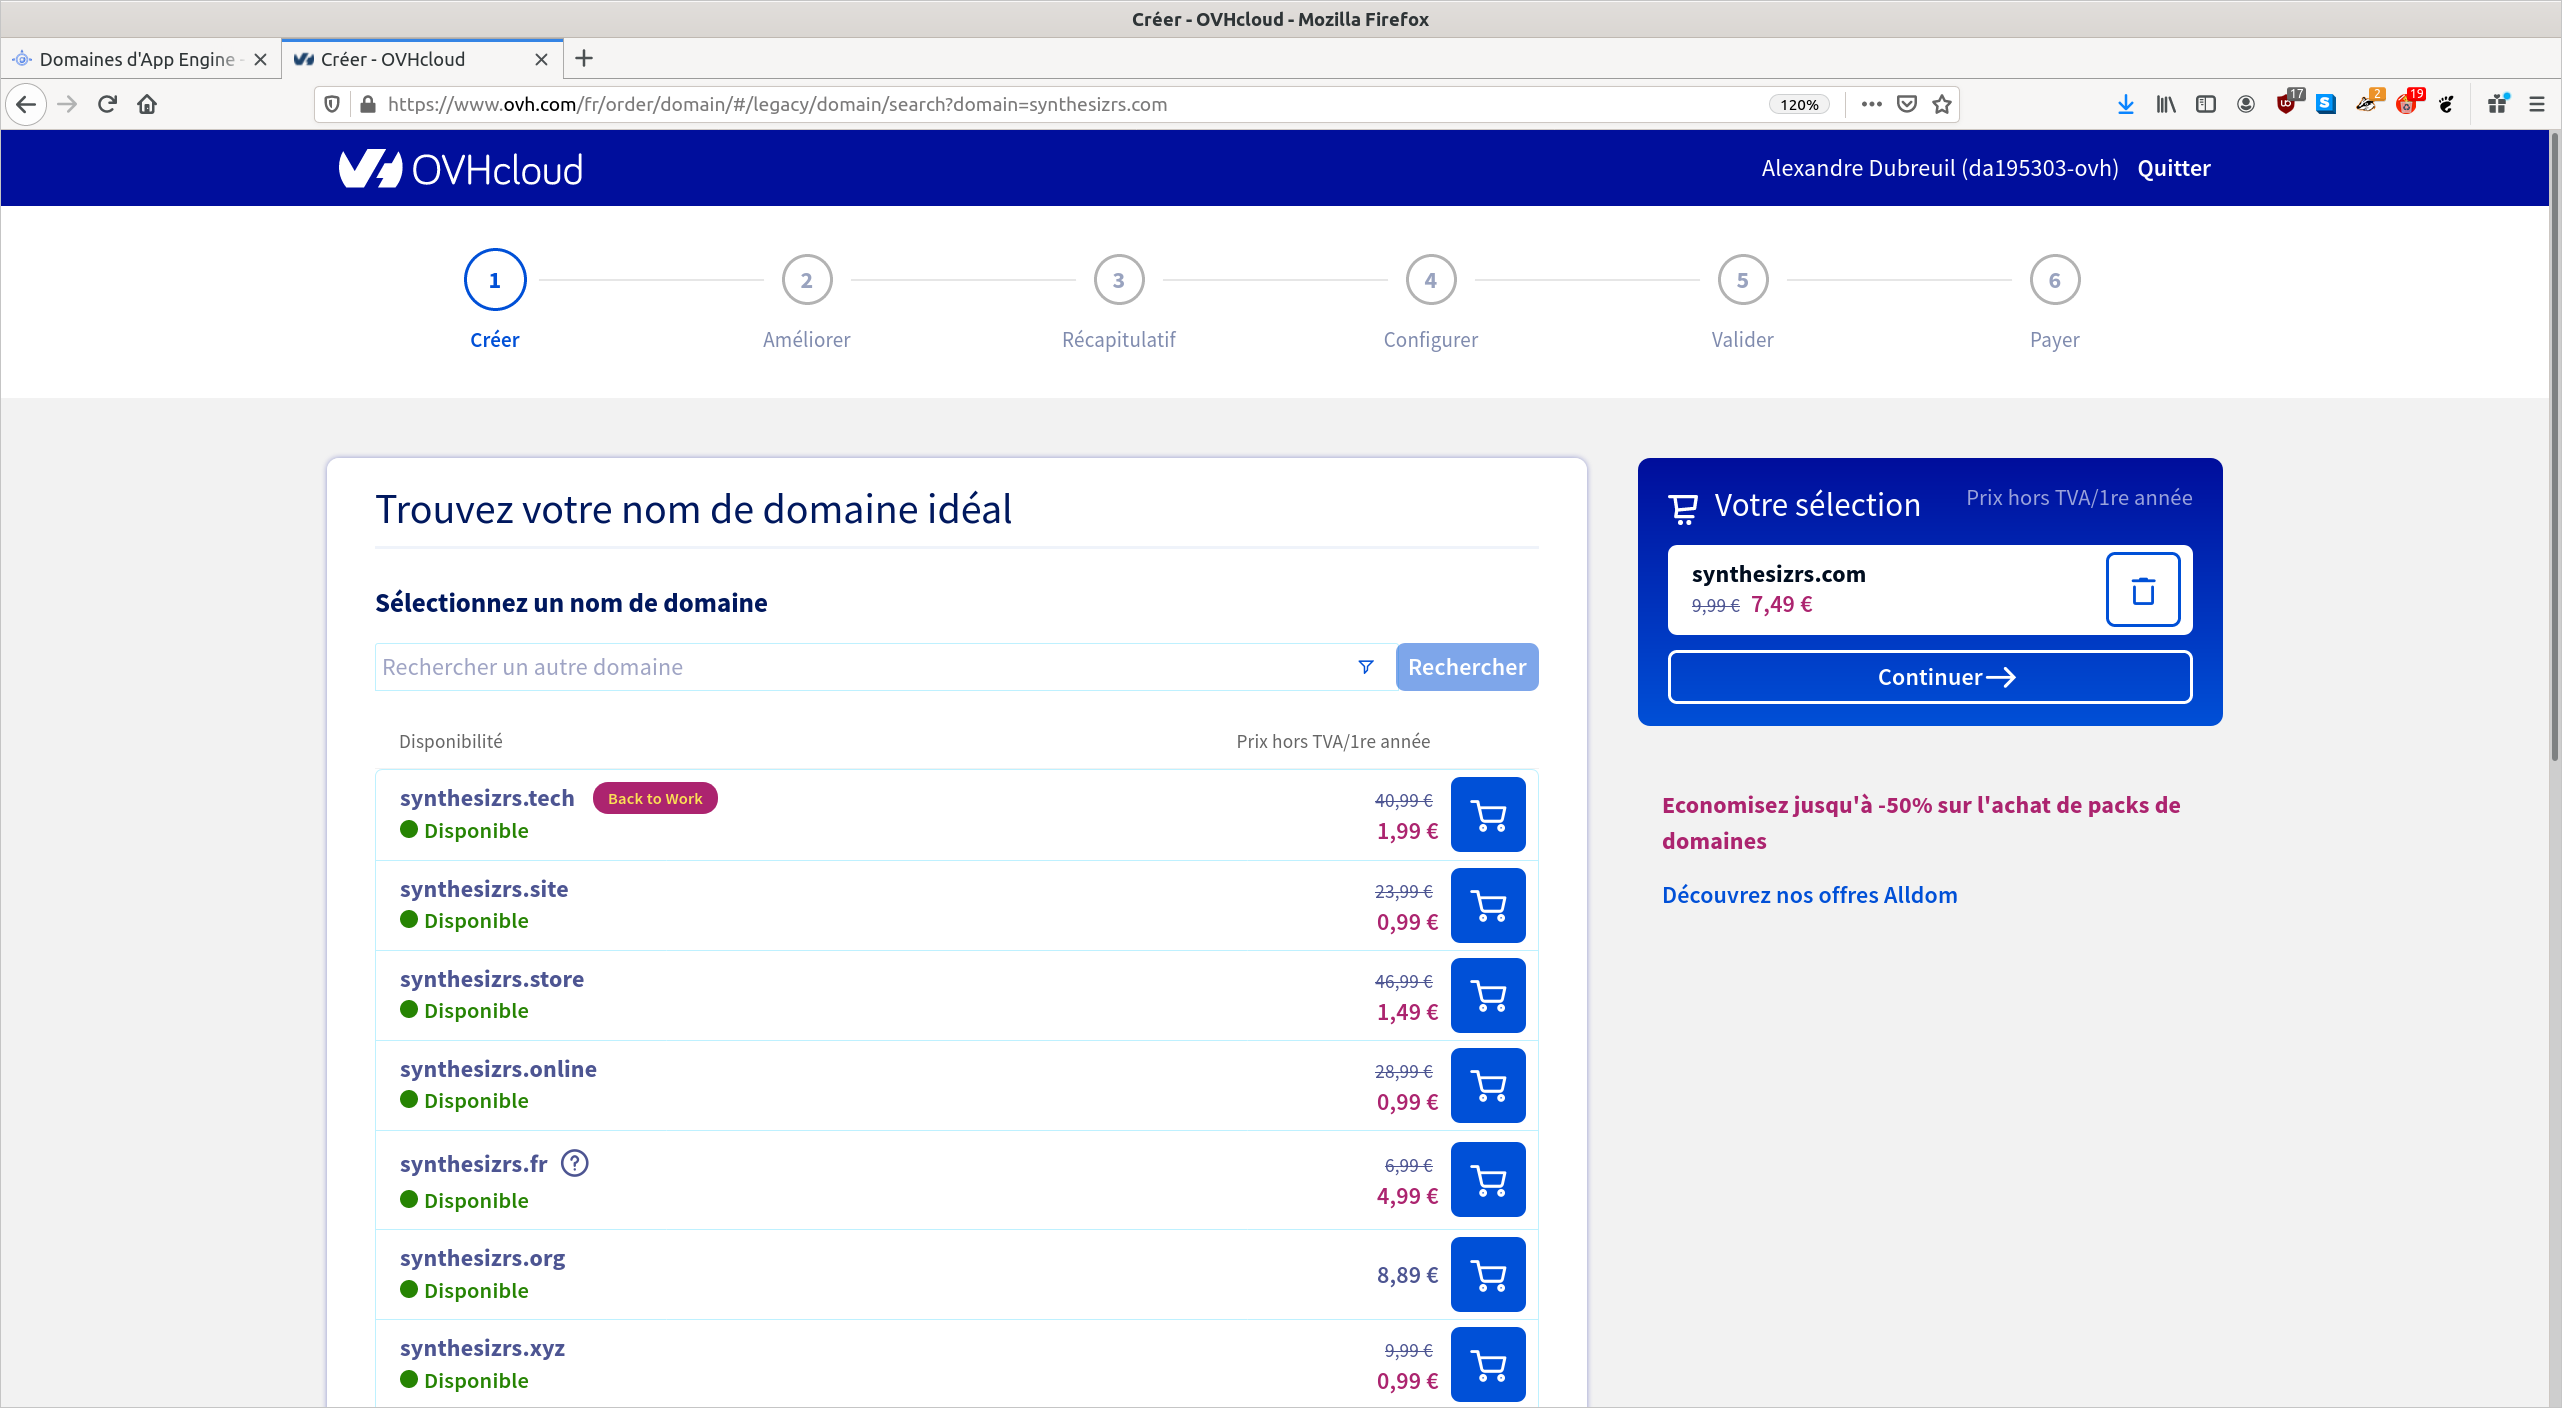 Créer - OVHcloud - Mozilla Firefox
Domaines d'App Engine -
Créer - OVHcloud
https://www.ovh.com/fr/order/domain/#/legacy/domain/search?domain=synthesizrs.com
120%
17
2
19
OVHcloud
Alexandre Dubreuil (da195303-ovh) Quitter
1
2
3
4
5
6
Créer
Améliorer
Récapitulatif
Configurer
Valider
Payer
Trouvez votre nom de domaine idéal
Sélectionnez un nom de domaine
Rechercher un autre domaine
Rechercher
Disponibilité
Prix hors TVA/1re année
synthesizrs.tech Back to Work
Disponible
40,99 €
1,99 €
synthesizrs.site
Disponible
23,99 €
0,99 €
synthesizrs.store
Disponible
46,99 €
1,49 €
synthesizrs.online
Disponible
28,99 €
0,99 €
synthesizrs.fr ?
Disponible
6,99 €
4,99 €
synthesizrs.org
Disponible
8,89 €
synthesizrs.xyz
Disponible
9,99 €
0,99 €
Votre sélection
Prix hors TVA/1re année
synthesizrs.com
9,99 € 7,49 €
Continuer
Economisez jusqu'à -50% sur l'achat de packs de
domaines
Découvrez nos offres Alldom